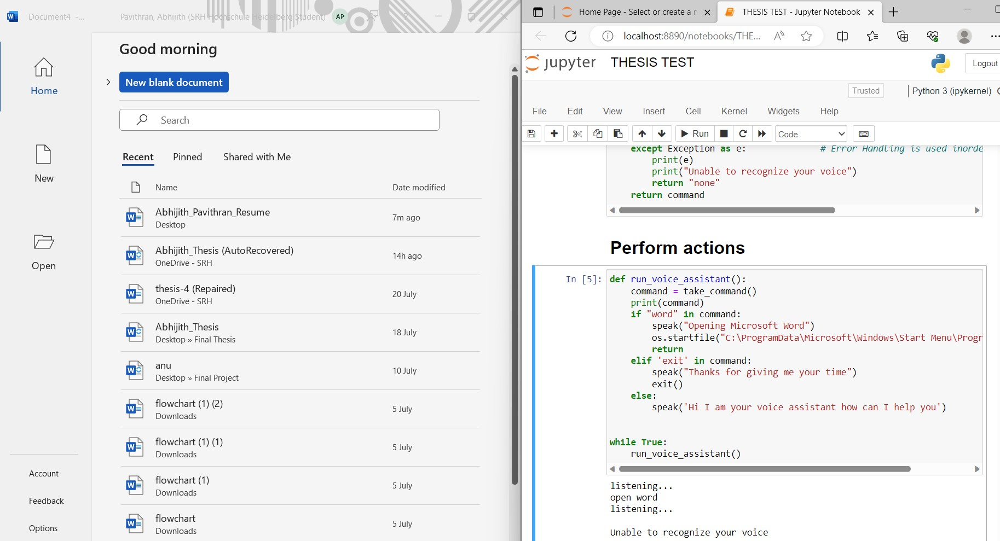 Document4 -...
Pavithran, Abhijith (SRH Hochschule Heidelberg Student)
AP
Good morning
New blank document
Home
New
Open
Account
Feedback
Options
Search
Recent Pinned Shared with Me
Name Date modified
Abhijith_Pavithran_Resume
Desktop
7m ago
Abhijith_Thesis (AutoRecovered)
OneDrive - SRH
14h ago
thesis-4 (Repaired)
OneDrive - SRH
20 July
Abhijith_Thesis
Desktop » Final Thesis
18 July
anu
Desktop » Final Project
10 July
flowchart (1) (2)
Downloads
5 July
flowchart (1) (1)
Downloads
5 July
flowchart (1)
Downloads
5 July
flowchart
Downloads
5 July
Home Page - Select or create a n
THESIS TEST - Jupyter Notebook
localhost:8890/notebooks/THE...
jupyter THESIS TEST
Logout
Trusted
Python 3 (ipykernel)
File Edit View Insert Cell Kernel Widgets Help
Run
Code
except Exception as e: # Error Handling is used inorde
print(e)
print("Unable to recognize your voice")
return "none"
return command
Perform actions
In [5]:
def run_voice_assistant():
command = take_command()
print(command)
if "word" in command:
speak("Opening Microsoft Word")
os.startfile("C:\ProgramData\Microsoft\Windows\Start Menu\Progr
return
elif 'exit' in command:
speak("Thanks for giving me your time")
exit()
else:
speak('Hi I am your voice assistant how can I help you')
while True:
run_voice_assistant()
listening...
open word
listening...
Unable to recognize your voice